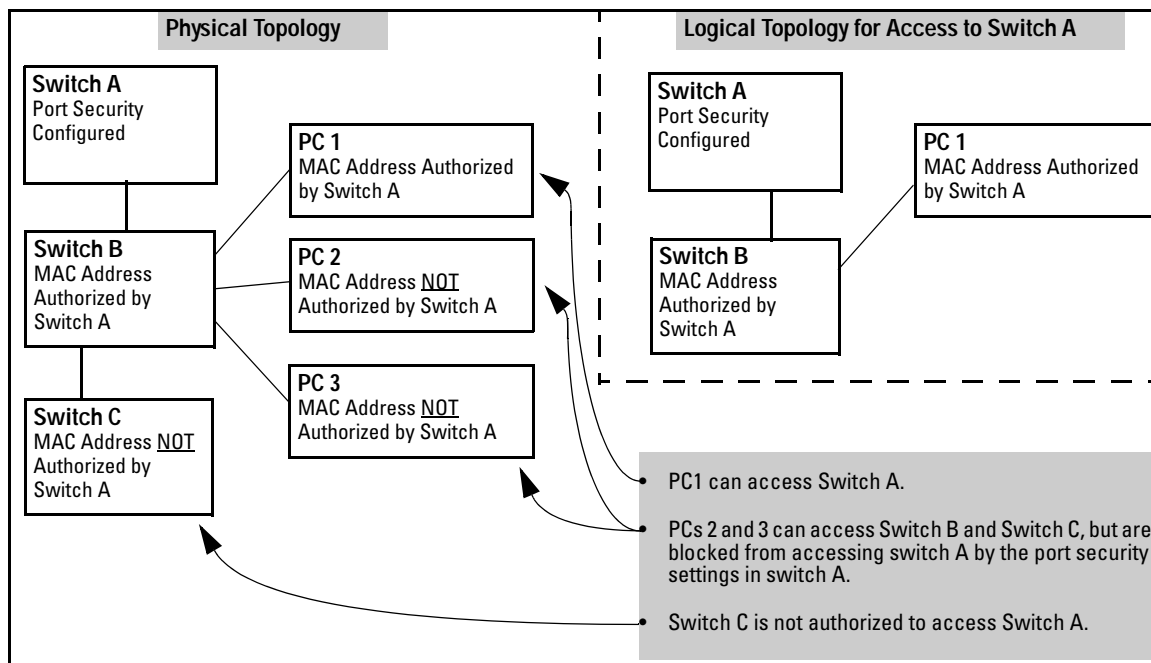 Physical Topology
Switch A
Port Security
Configured
PC 1
MAC Address Authorized
by Switch A
Switch B
MAC Address
Authorized by
Switch A
PC 2
MAC Address NOT
Authorized by Switch A
PC 3
MAC Address NOT
Authorized by Switch A
Switch C
MAC Address NOT
Authorized by
Switch A
Logical Topology for Access to Switch A
Switch A
Port Security
Configured
PC 1
MAC Address Authorized
by Switch A
Switch B
MAC Address
Authorized by
Switch A
• PC1 can access Switch A.
• PCs 2 and 3 can access Switch B and Switch C, but are
blocked from accessing switch A by the port security
settings in switch A.
• Switch C is not authorized to access Switch A.